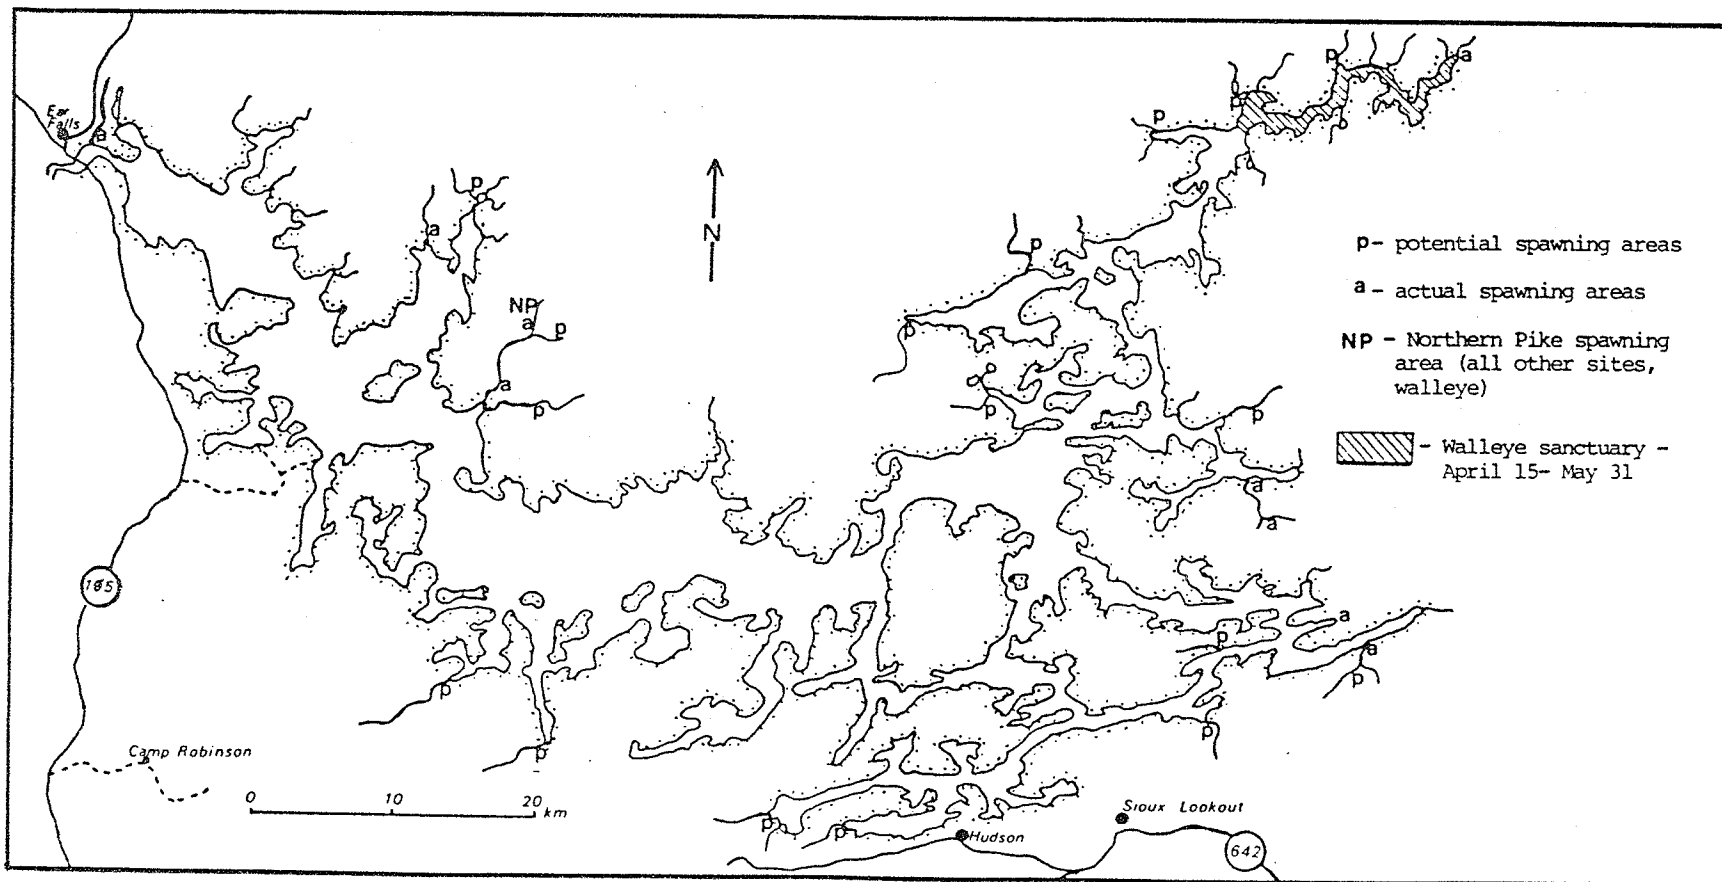 p a
p
p
Ear
Falls
a
p
a
N
p
p - potential spawning areas
a - actual spawning areas
NP
a p
NP - Northern Pike spawning
area (all other sites,
walleye)
p
a
p
p
p
Walleye sanctuary -
April 15- May 31
a
a
a
p
a
p
p
p
p
p
Camp Robinson
0 10 20
km
p p
Hudson
Sioux Lookout
642